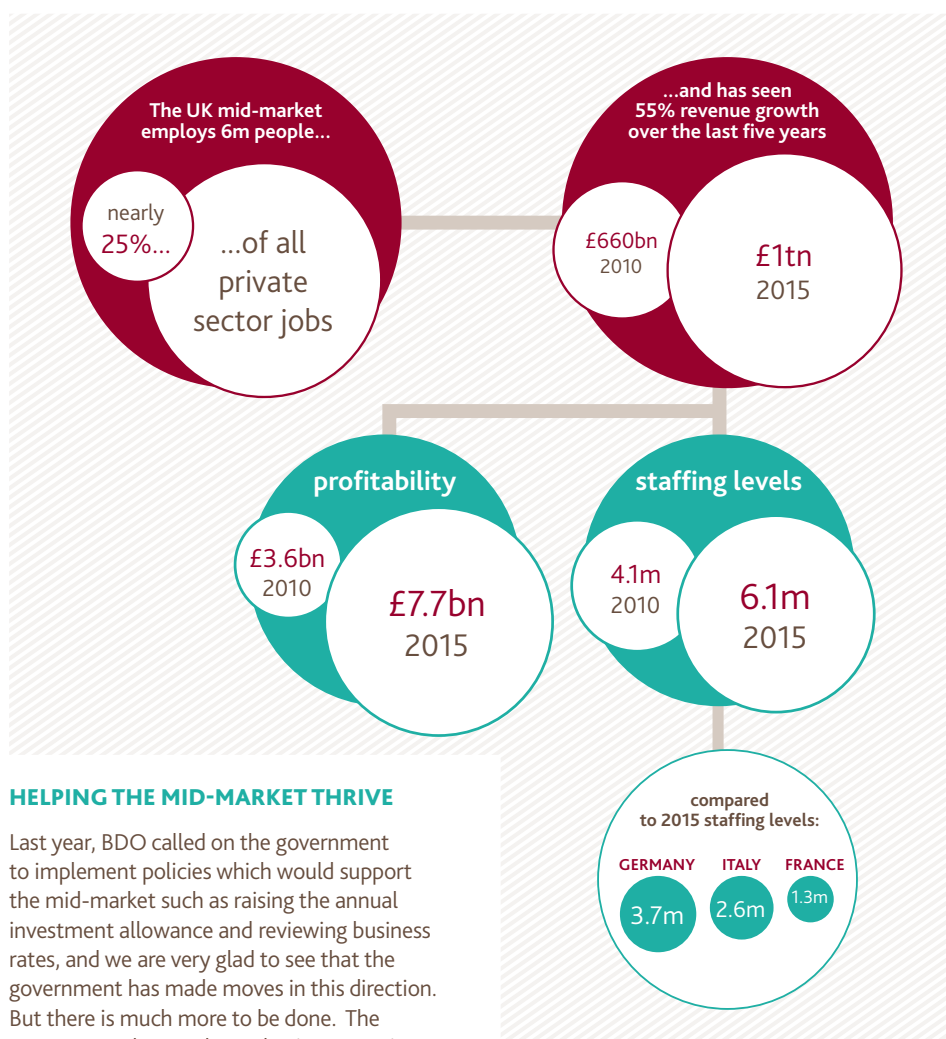 The UK mid-market
employs 6m people...
nearly
25%...
...of all
private
sector jobs
...and has seen
55% revenue growth
over the last five years
£660bn
2010
£1tn
2015
profitability
£3.6bn
2010
£7.7bn
2015
staffing levels
4.1m
2010
6.1m
2015
compared
to 2015 staffing levels:
GERMANY ITALY FRANCE
3.7m 2.6m 1.3m
HELPING THE MID-MARKET THRIVE
Last year, BDO called on the government
to implement policies which would support
the mid-market such as raising the annual
investment allowance and reviewing business
rates, and we are very glad to see that the
government has made moves in this direction.
But there is much more to be done. The